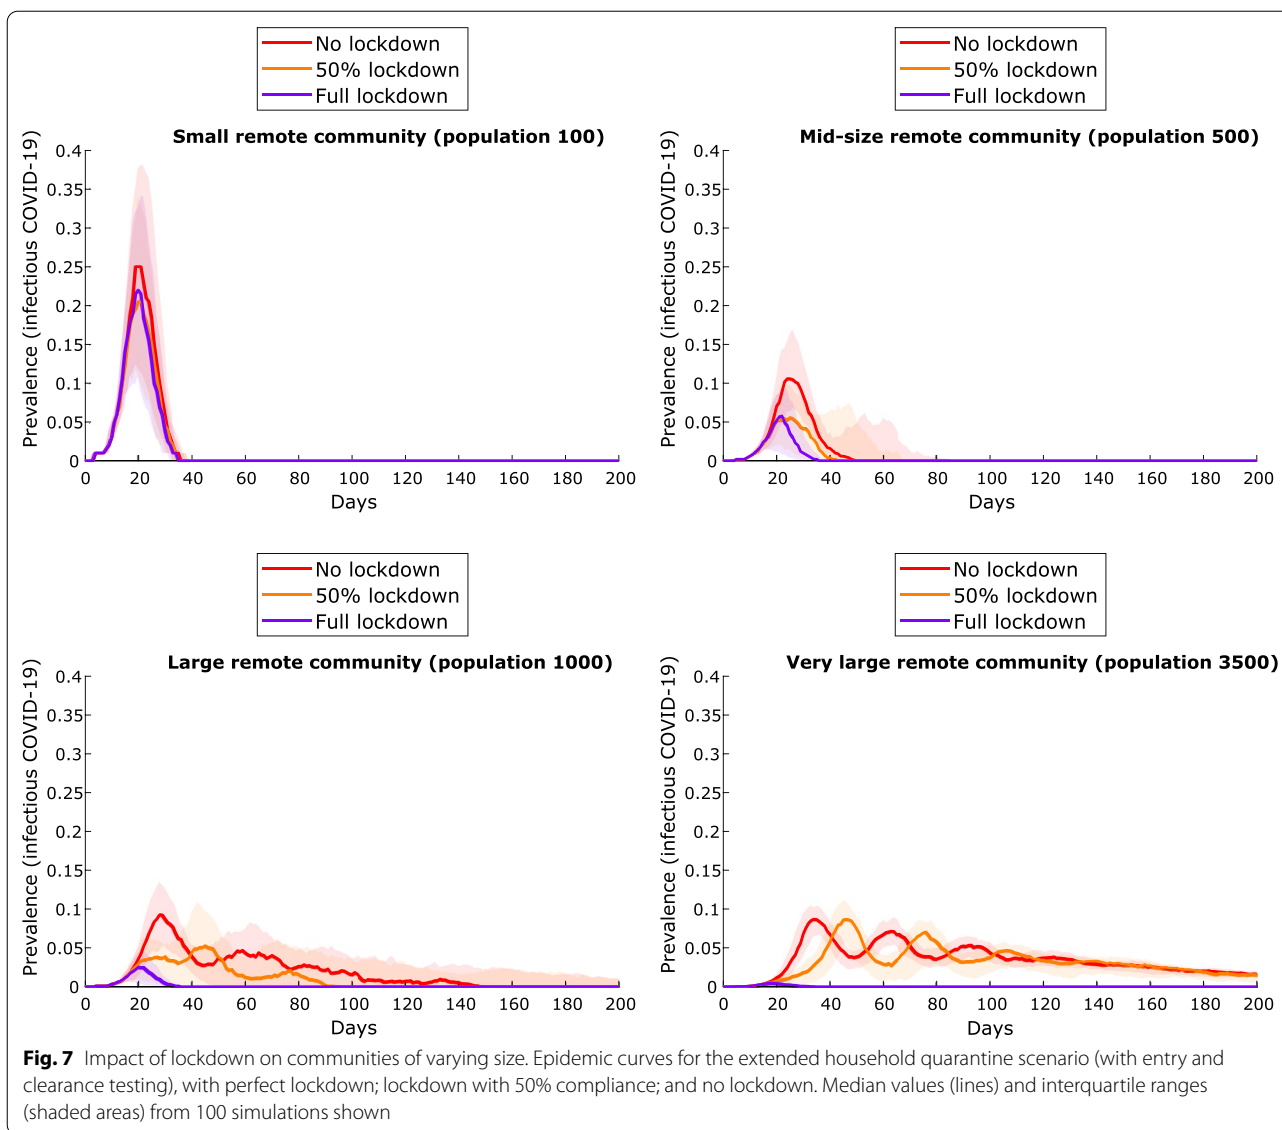 No lockdown
50% lockdown
Full lockdown
Small remote community (population 100)
Prevalence (infectious COVID-19)
0.4
0.35
0.3
0.25
0.2
0.15
0.1
0.05
0
0 20 40 60 80 100 120 140 160 180 200
Days
No lockdown
50% lockdown
Full lockdown
Mid-size remote community (population 500)
Prevalence (infectious COVID-19)
0.4
0.35
0.3
0.25
0.2
0.15
0.1
0.05
0
0 20 40 60 80 100 120 140 160 180 200
Days
No lockdown
50% lockdown
Full lockdown
Large remote community (population 1000)
Prevalence (infectious COVID-19)
0.4
0.35
0.3
0.25
0.2
0.15
0.1
0.05
0
0 20 40 60 80 100 120 140 160 180 200
Days
No lockdown
50% lockdown
Full lockdown
Very large remote community (population 3500)
Prevalence (infectious COVID-19)
0.4
0.35
0.3
0.25
0.2
0.15
0.1
0.05
0
0 20 40 60 80 100 120 140 160 180 200
Days
Fig. 7 Impact of lockdown on communities of varying size. Epidemic curves for the extended household quarantine scenario (with entry and
clearance testing), with perfect lockdown; lockdown with 50% compliance; and no lockdown. Median values (lines) and interquartile ranges
(shaded areas) from 100 simulations shown